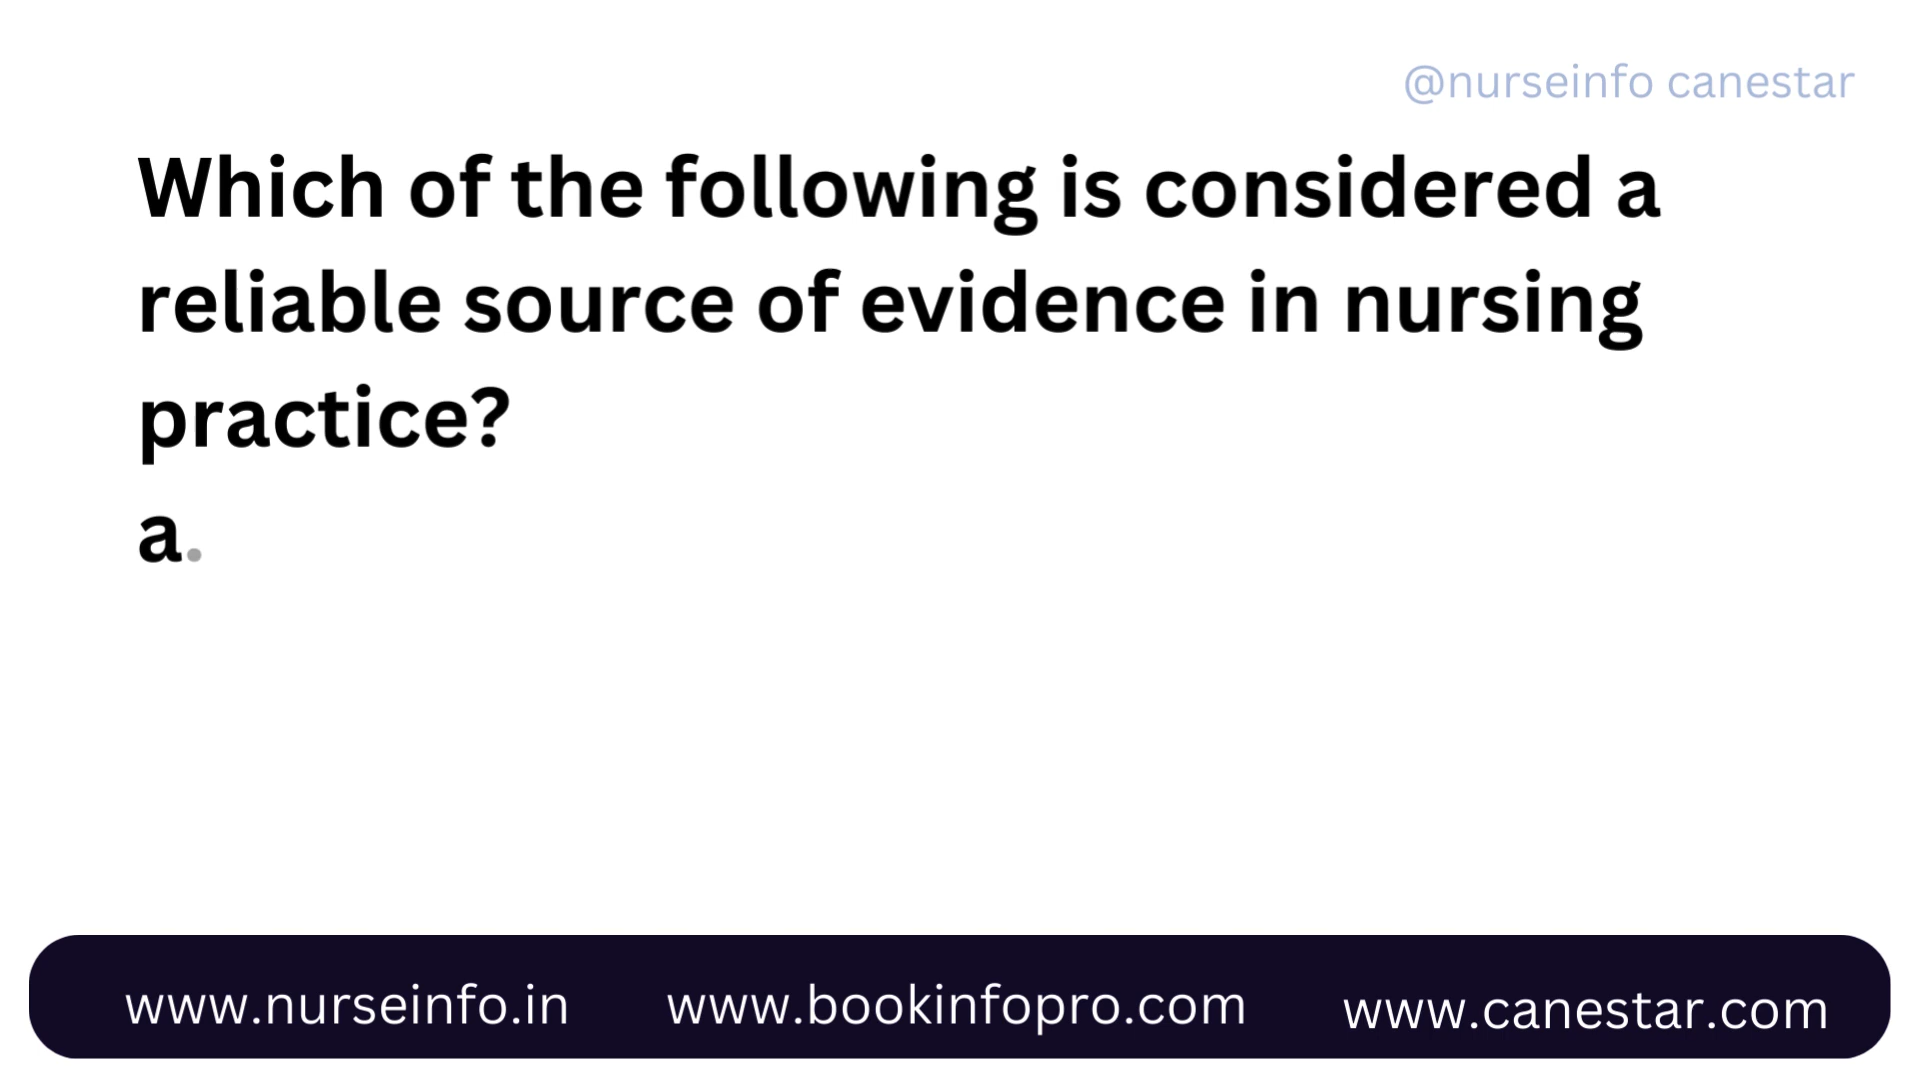 @nurseinfo canestar
Which of the following is considered a
reliable source of evidence in nursing
practice?
a.
www.nurseinfo.in www.bookinfopro.com www.canestar.com